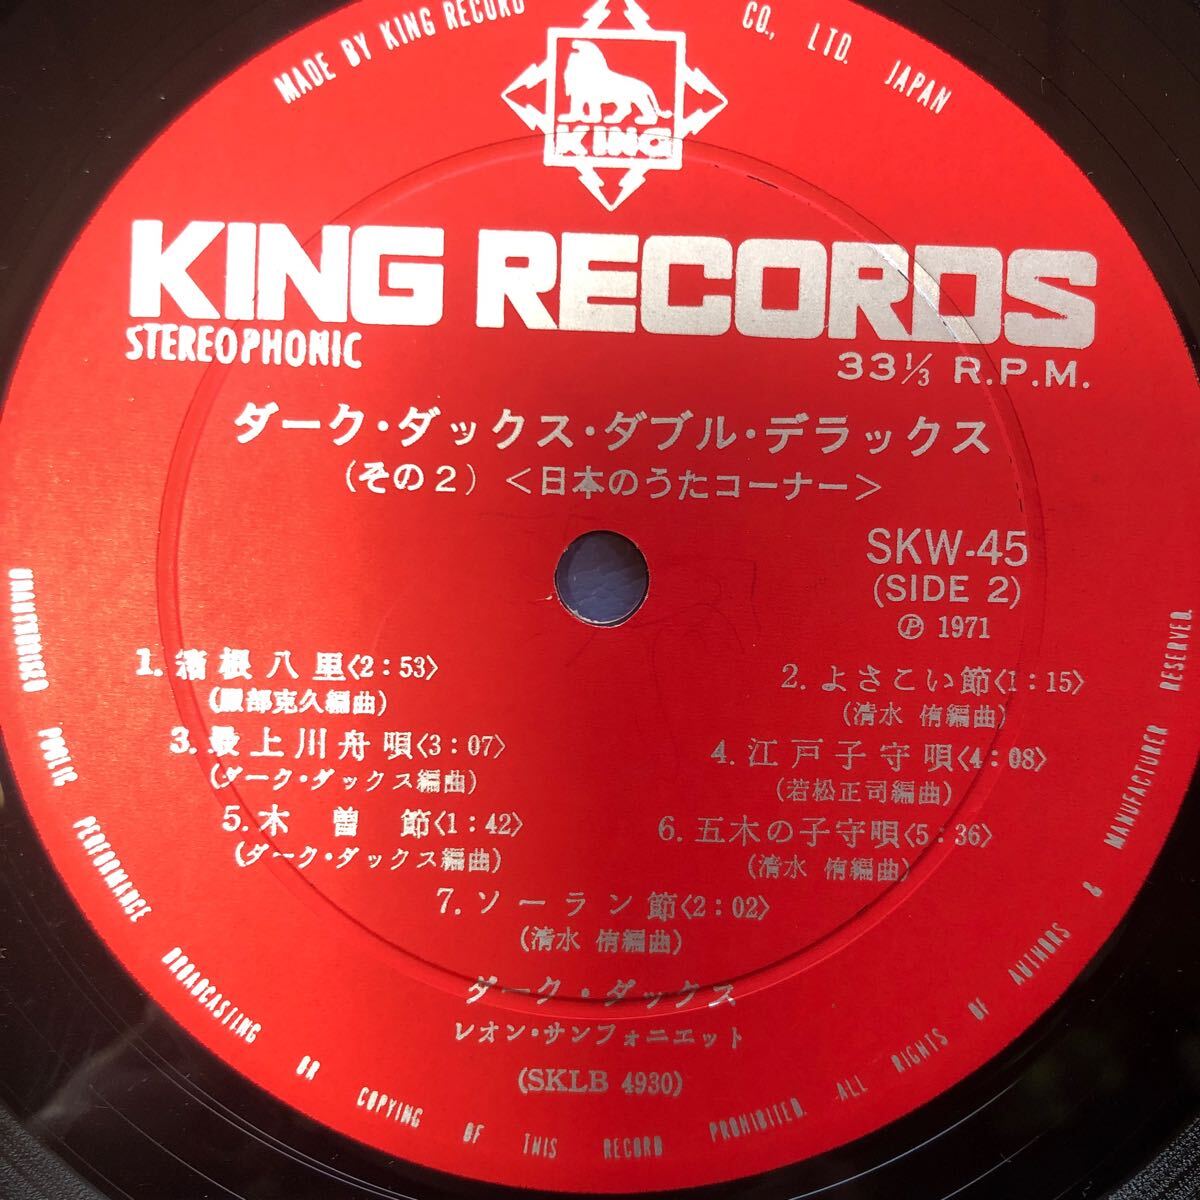 MADE BY KING RECORD CO., LTD. JAPAN
KING
KING RECORDS
STEREOPHONIC
33 1/3 R.P.M.
ダーク・ダックス・ダブル・デラックス
(その2) <日本のうたコーナー>
SKW-45
(SIDE 2)
Ⓟ 1971
1. 箱根八里<2:53>
(服部克久編曲)
2. よさこい節<1:15>
(清水 侑編曲)
3. 最上川舟唄<3:07>
(ダーク・ダックス編曲)
4. 江戸子守唄<4:08>
(若松正司編曲)
5. 木曽節<1:42>
(ダーク・ダックス編曲)
6. 五木の子守唄<5:36>
(清水 侑編曲)
7. ソーラン節<2:02>
(清水 侑編曲)
ダーク・ダックス
レオン・サンフォニエット
(SKLB 4930)
UNAUTHORISED PUBLIC PERFORMANCE BROADCASTING OR COPYING OF THIS RECORD PROHIBITED. ALL RIGHTS OF AUTHORS & MANUFACTURER RESERVED.